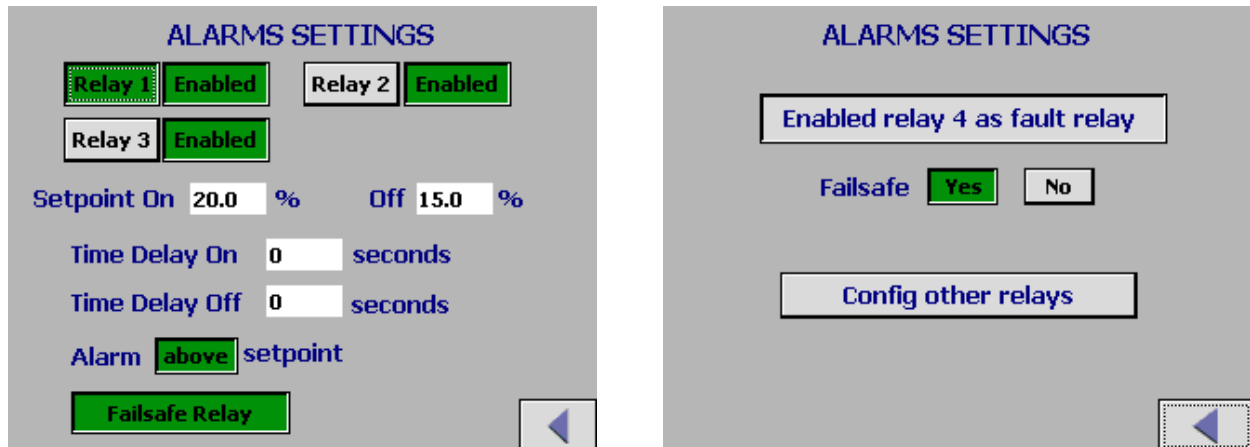 ALARMS SETTINGS
Relay 1 Enabled Relay 2 Enabled
Relay 3 Enabled
Setpoint On 20.0 % Off 15.0 %
Time Delay On 0 seconds
Time Delay Off 0 seconds
Alarm above setpoint
Failsafe Relay
ALARMS SETTINGS
Enabled relay 4 as fault relay
Failsafe Yes No
Config other relays